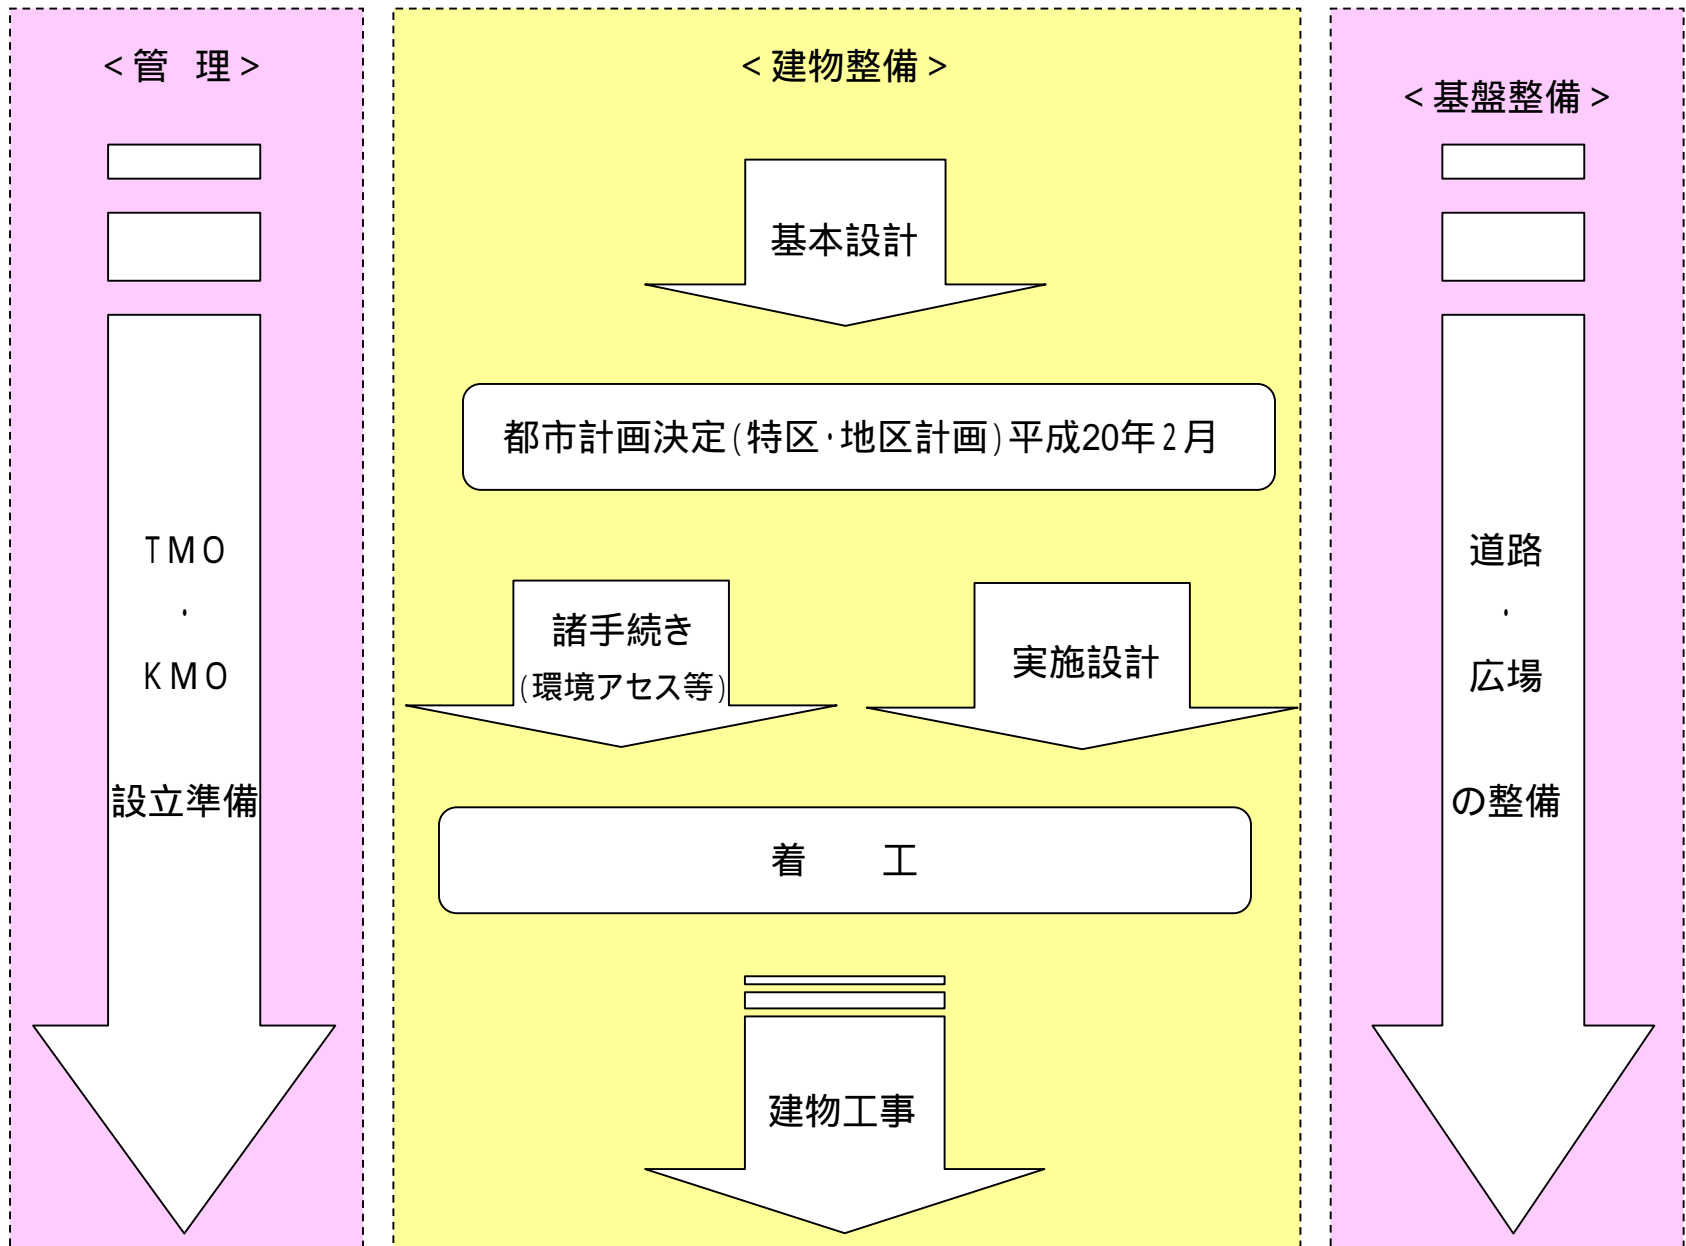 <管 理>
TMO
・
KMO
設立準備
<建物整備>
基本設計
都市計画決定(特区・地区計画)平成20年2月
諸手続き
(環境アセス等)
実施設計
着 工
建物工事
<基盤整備>
道路
・
広場
の整備